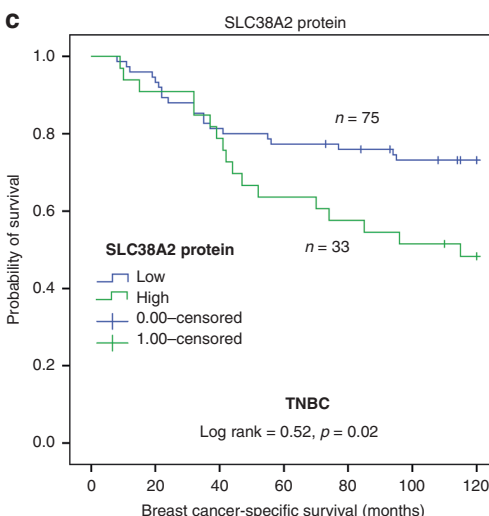 c
SLC38A2 protein
1.0
0.8
0.6
0.4
0.2
0.0
Probability of survival
n = 75
n = 33
SLC38A2 protein
Low
High
0.00–censored
1.00–censored
TNBC
Log rank = 0.52, p = 0.02
0 20 40 60 80 100 120
Breast cancer-specific survival (months)